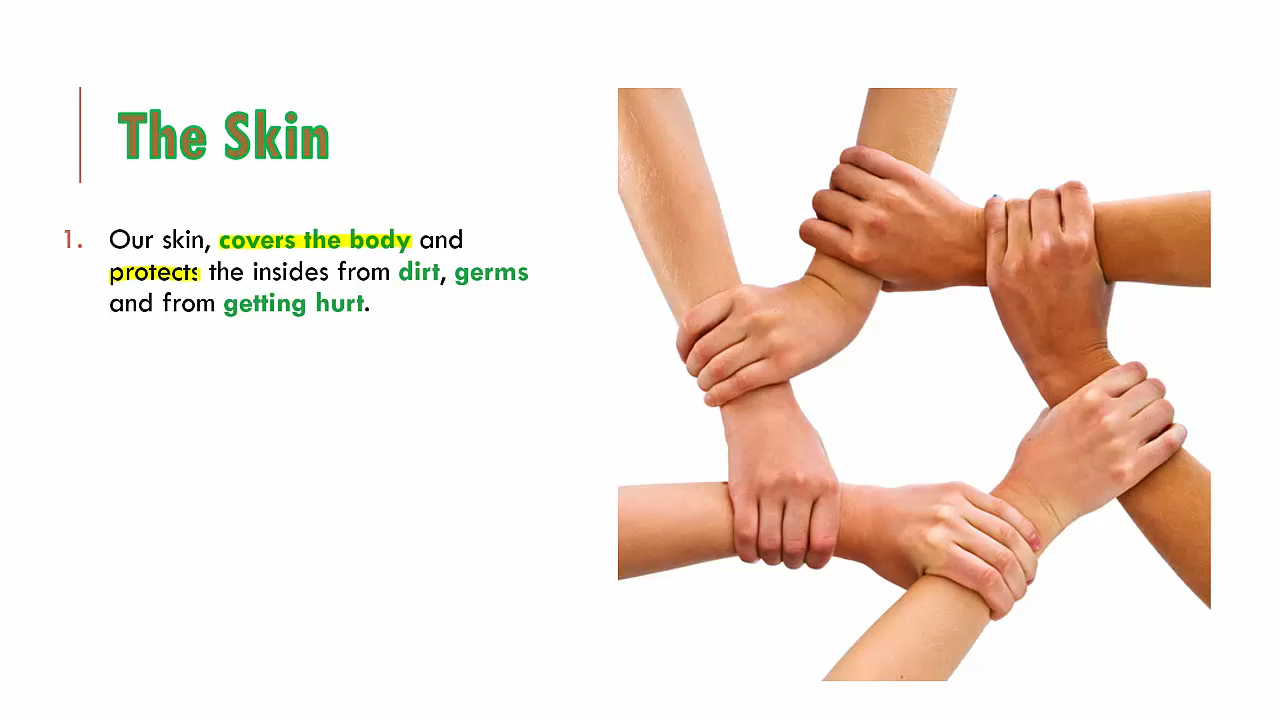 The Skin
1. Our skin, covers the body and
protects the insides from dirt, germs
and from getting hurt.